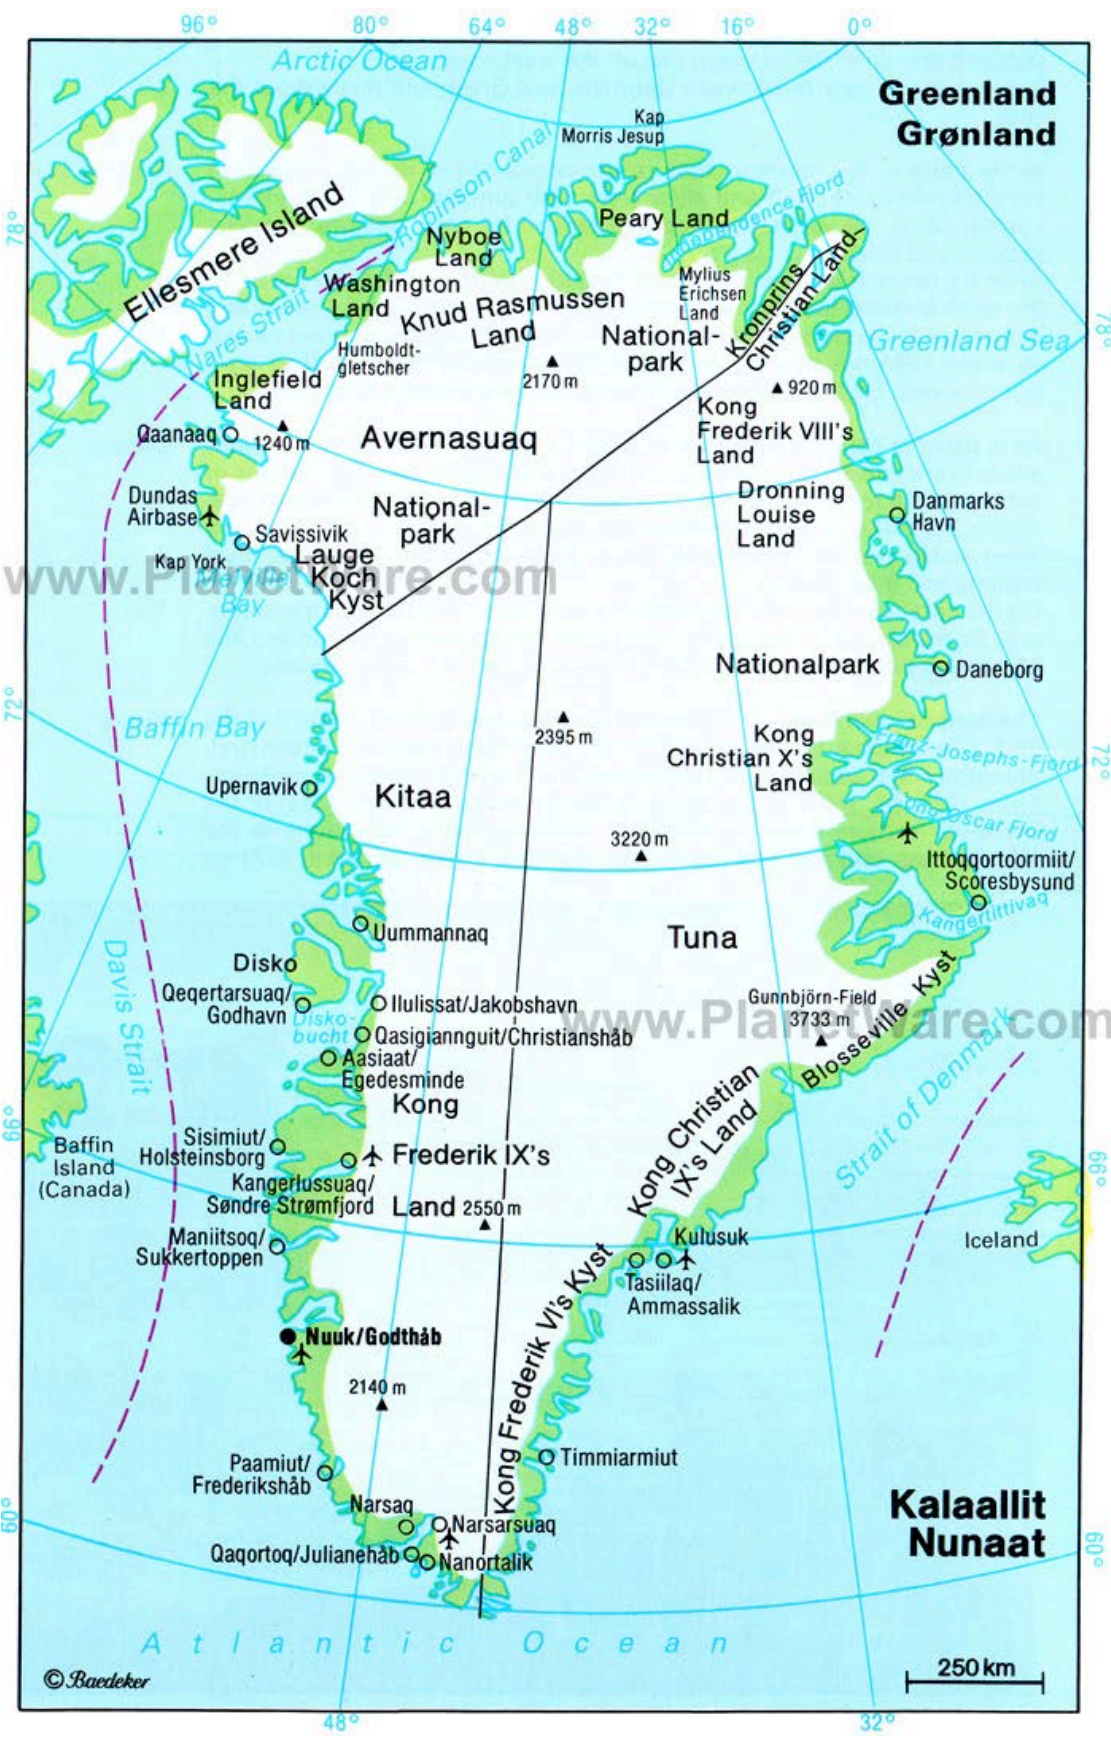 96°
80°
64°
48°
32°
16°
0°
Arctic Ocean
Greenland
Grønland
Kap
Morris Jesup
Robinson Canal
Independence Fjord
Peary Land
78°
Ellesmere Island
Nyboe
Land
Washington
Land
Knud Rasmussen
Land
Mylius
Erichsen
Land
Kronprins
Christian Land
78°
Greenland Sea
Nares Strait
Humboldt-
gletscher
National-
park
2170 m
920 m
Inglefield
Land
Qaanaaq
1240 m
Avernasuaq
Kong
Frederik VIII's
Land
Dundas
Airbase
National-
park
Dronning
Louise
Land
Danmarks
Havn
Savissivik
Kap York
Lauge
Koch
Kyst
www.PlanetWare.com
Melville
Bay
Nationalpark
Daneborg
72°
Baffin Bay
2395 m
Kong
Christian X's
Land
Franz-Josephs-Fjord
72°
Upernavik
Kitaa
3220 m
Kong Oscar Fjord
Ittoqqortoormiit/
Scoresbysund
Kangertittivaq
Uummannaq
Tuna
Disko
Davis Strait
Qeqertarsuaq/
Godhavn
Ilulissat/Jakobshavn
Gunnbjörn-Field
3733 m
Blosseville Kyst
www.PlanetWare.com
Disko-
bucht
Qasigiannguit/Christianshåb
Aasiaat/
Egedesminde
Strait of Denmark
66°
Baffin
Island
(Canada)
Kong
Frederik IX's
Land
2550 m
Kong Christian
IX's Land
Sisimiut/
Holsteinsborg
Kangerlussuaq/
Søndre Strømfjord
66°
Maniitsoq/
Sukkertoppen
Kulusuk
Iceland
Tasiilaq/
Ammassalik
Nuuk/Godthåb
Kong Frederik VI's Kyst
2140 m
Paamiut/
Frederikshåb
Timmiarmiut
Narsaq
Narsarsuaq
60°
Qaqortoq/Julianehåb
Nanortalik
Kalaallit
Nunaat
60°
Atlantic Ocean
© Baedeker
250 km
48°
32°